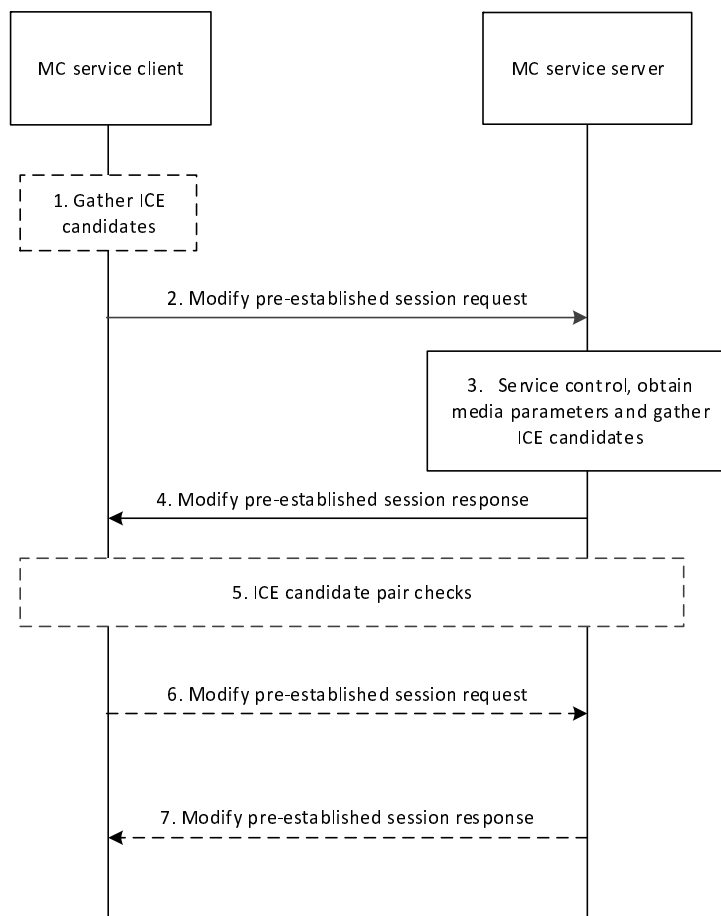 MC service client
MC service server
1. Gather ICE
candidates
2. Modify pre-established session request
3. Service control, obtain
media parameters and gather
ICE candidates
4. Modify pre-established session response
5. ICE candidate pair checks
6. Modify pre-established session request
7. Modify pre-established session response